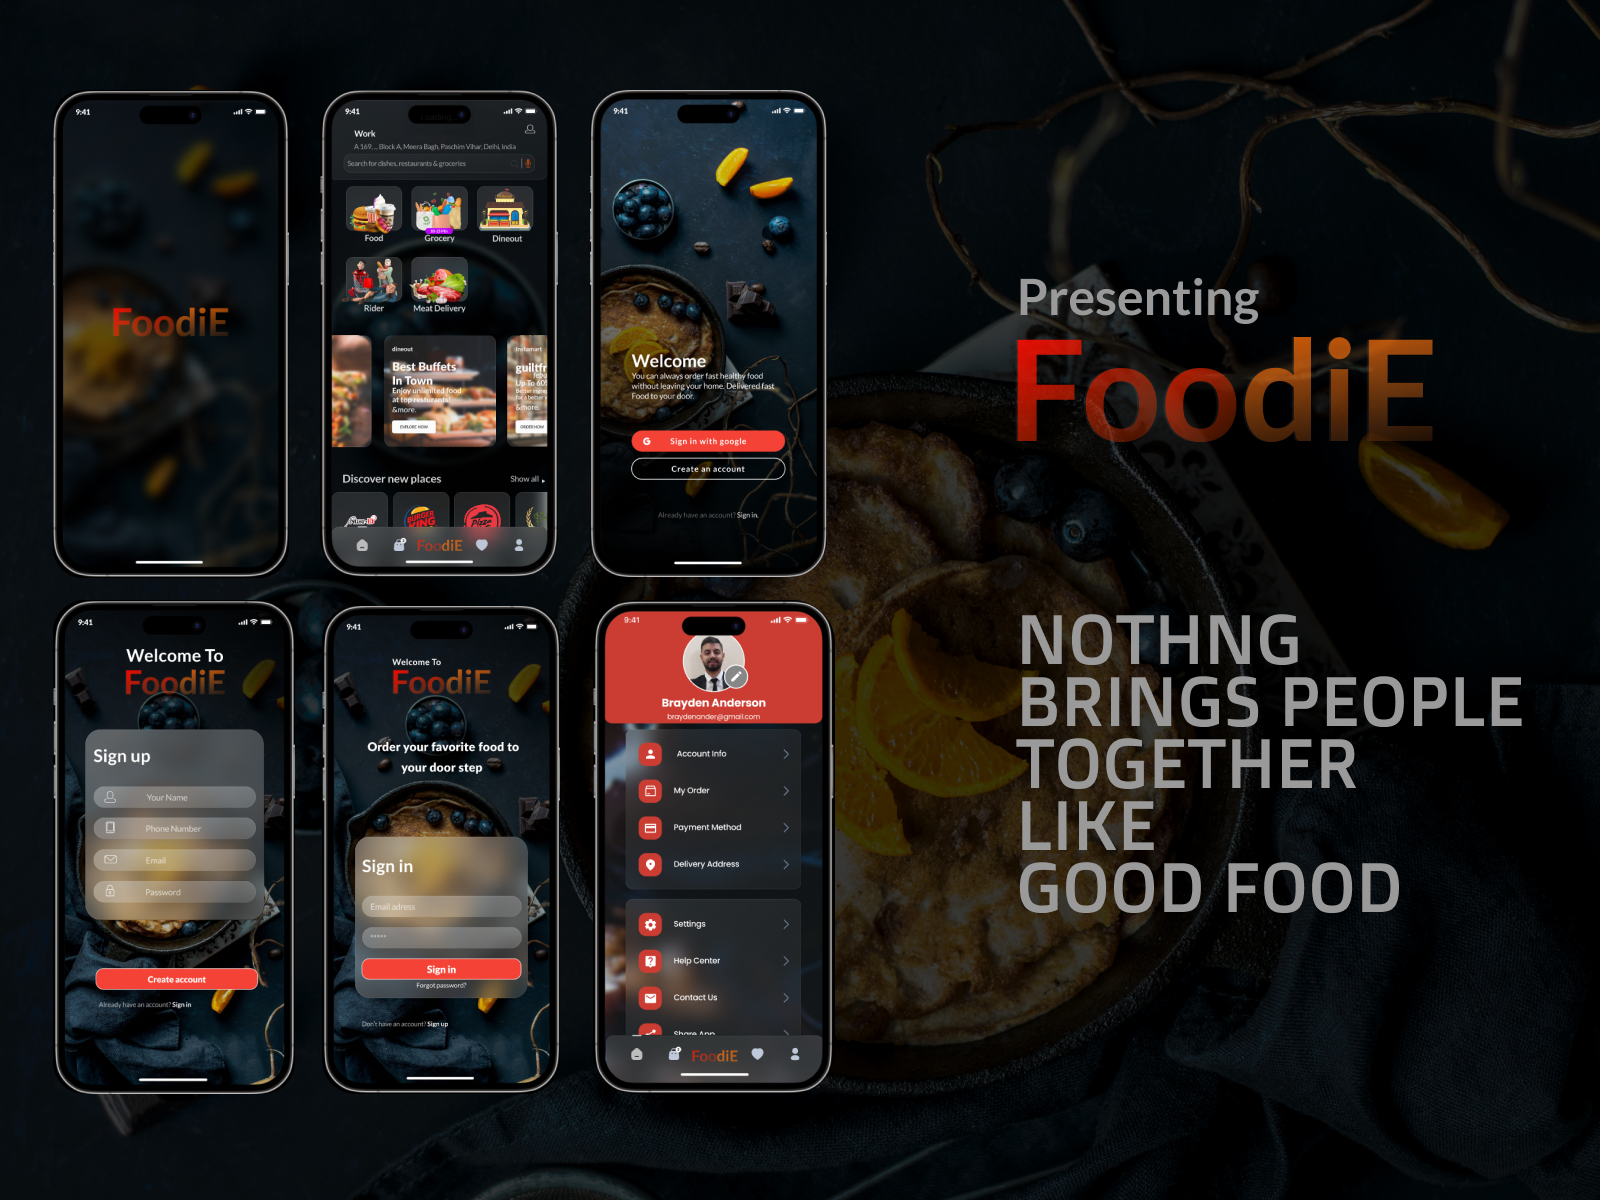 9:41
FoodiE
9:41
Loading...
Work
A 169, .. Block A, Meera Bagh, Paschim Vihar, Delhi, India
Search for dishes, restaurants & groceries
Food
Grocery
Dineout
Rider
Meat Delivery
dineout
Best Buffets
In Town
Enjoy unlimited food
at top resturants!
&more.
EXPLORE NOW
Instamart
guiltfr
Up To 60%
&more.
ORDER NOW
Discover new places
Show all
BURGER
KING
Pizza
FoodiE
9:41
Welcome
You can always order fast healthy food
without leaving your home. Delivered fast
Food to your door.
G Sign in with google
Create an account
Already have an account? Sign in.
Presenting
FoodiE
NOTHNG
BRINGS PEOPLE
TOGETHER
LIKE
GOOD FOOD
9:41
Welcome To
FoodiE
Sign up
Your Name
Phone Number
Email
Password
Create account
Already have an account? Sign in
9:41
Welcome To
FoodiE
Order your favorite food to
your door step
Sign in
Email adress
Sign in
Forgot password?
Don't have an account? Sign up
9:41
Brayden Anderson
braydenander@gmail.com
Account Info
My Order
Payment Method
Delivery Address
Settings
Help Center
Contact Us
Share App
FoodiE